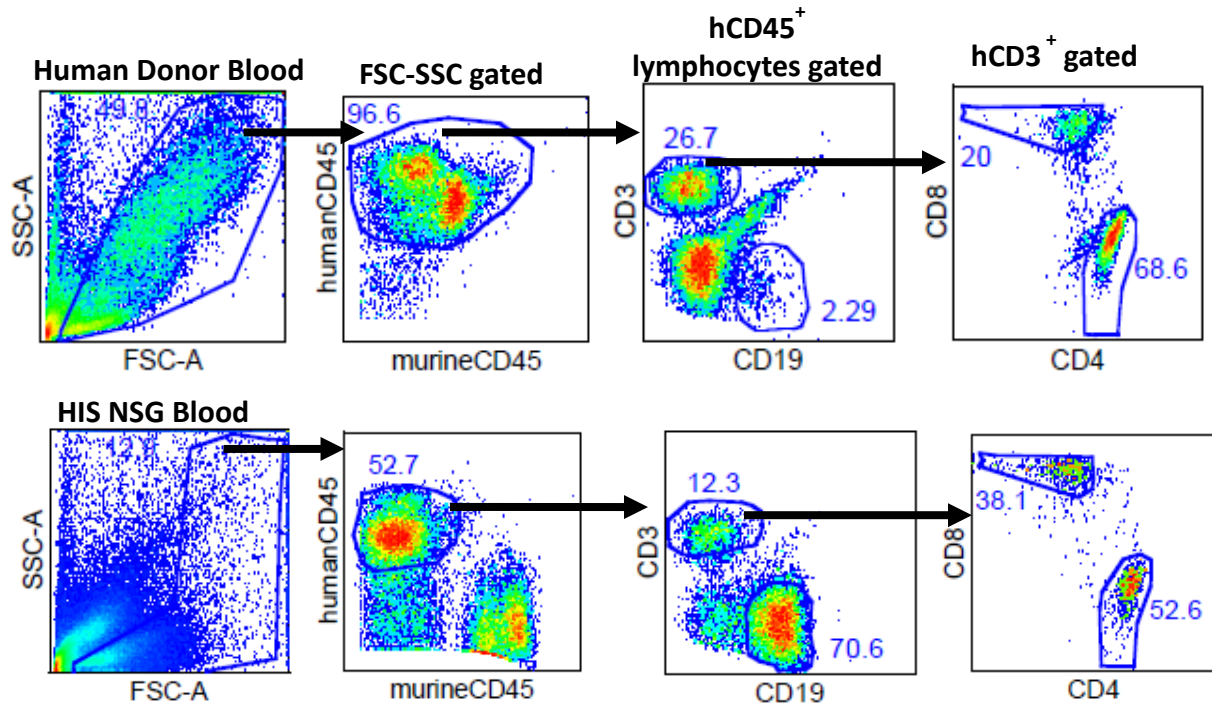 Human Donor Blood
FSC-SSC gated
hCD45+
lymphocytes gated
hCD3+ gated
49.8
96.6
26.7
2.29
20
68.6
SSC-A
FSC-A
humanCD45
murineCD45
CD3
CD19
CD8
CD4
HIS NSG Blood
52.7
12.3
70.6
38.1
52.6
SSC-A
FSC-A
humanCD45
murineCD45
CD3
CD19
CD8
CD4